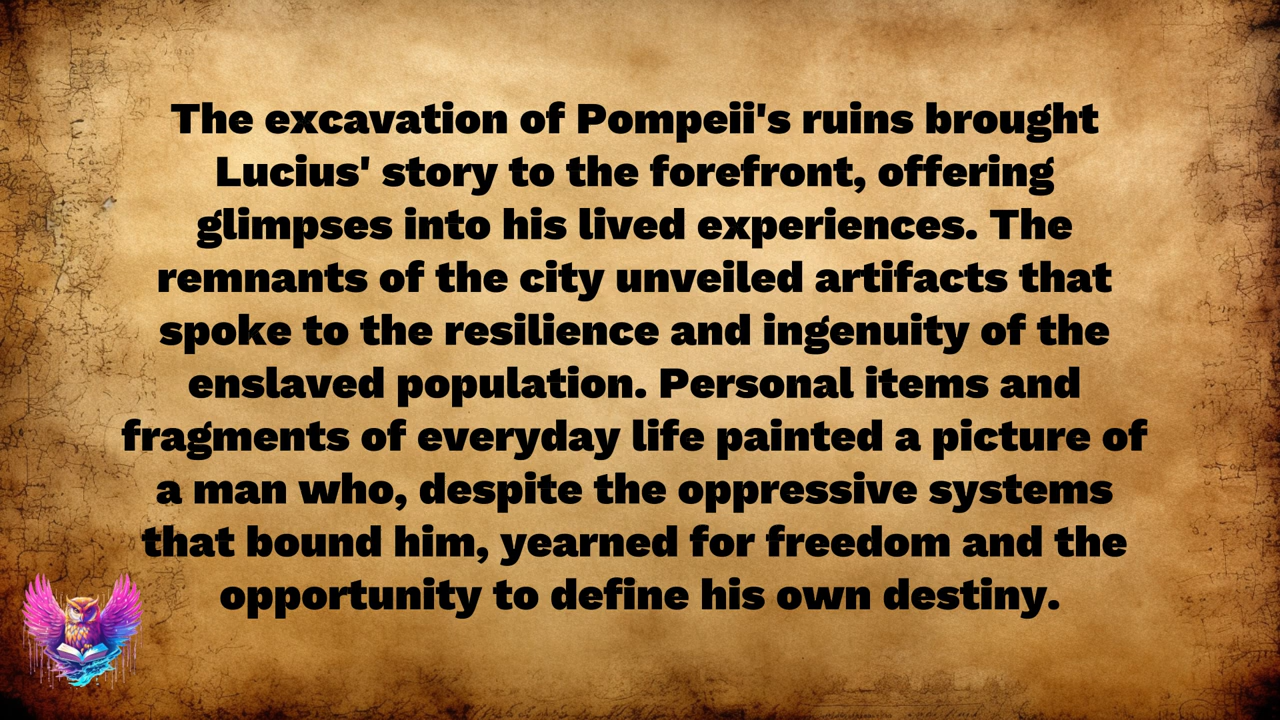 The excavation of Pompeii's ruins brought
Lucius' story to the forefront, offering
glimpses into his lived experiences. The
remnants of the city unveiled artifacts that
spoke to the resilience and ingenuity of the
enslaved population. Personal items and
fragments of everyday life painted a picture of
a man who, despite the oppressive systems
that bound him, yearned for freedom and the
opportunity to define his own destiny.